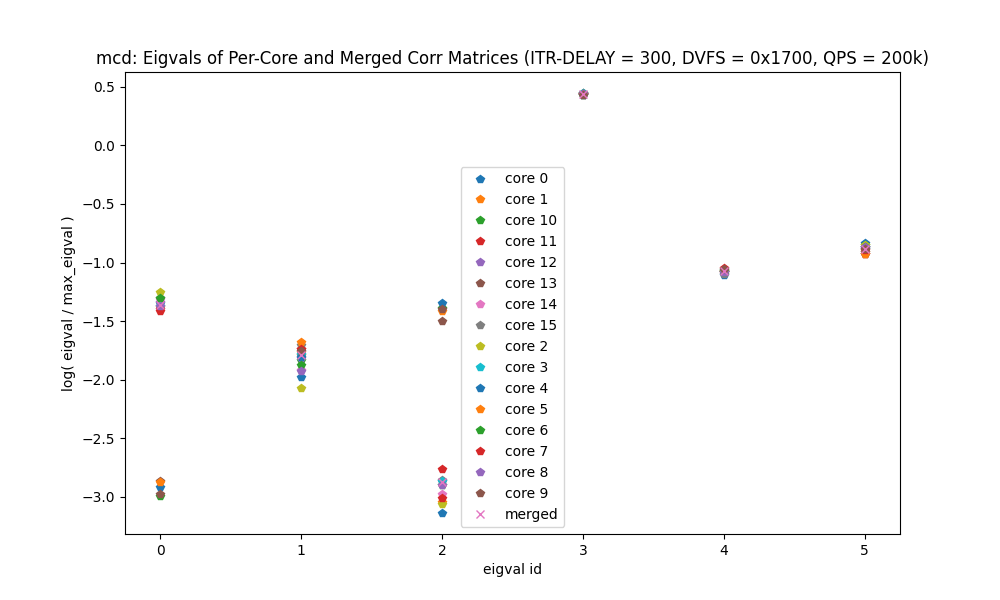 mcd: Eigvals of Per-Core and Merged Corr Matrices (ITR-DELAY = 300, DVFS = 0x1700, QPS = 200k)
0.5
0.0
−0.5
−1.0
−1.5
−2.0
−2.5
−3.0
log( eigval / max_eigval )
core 0
core 1
core 10
core 11
core 12
core 13
core 14
core 15
core 2
core 3
core 4
core 5
core 6
core 7
core 8
core 9
merged
0 1 2 3 4 5
eigval id